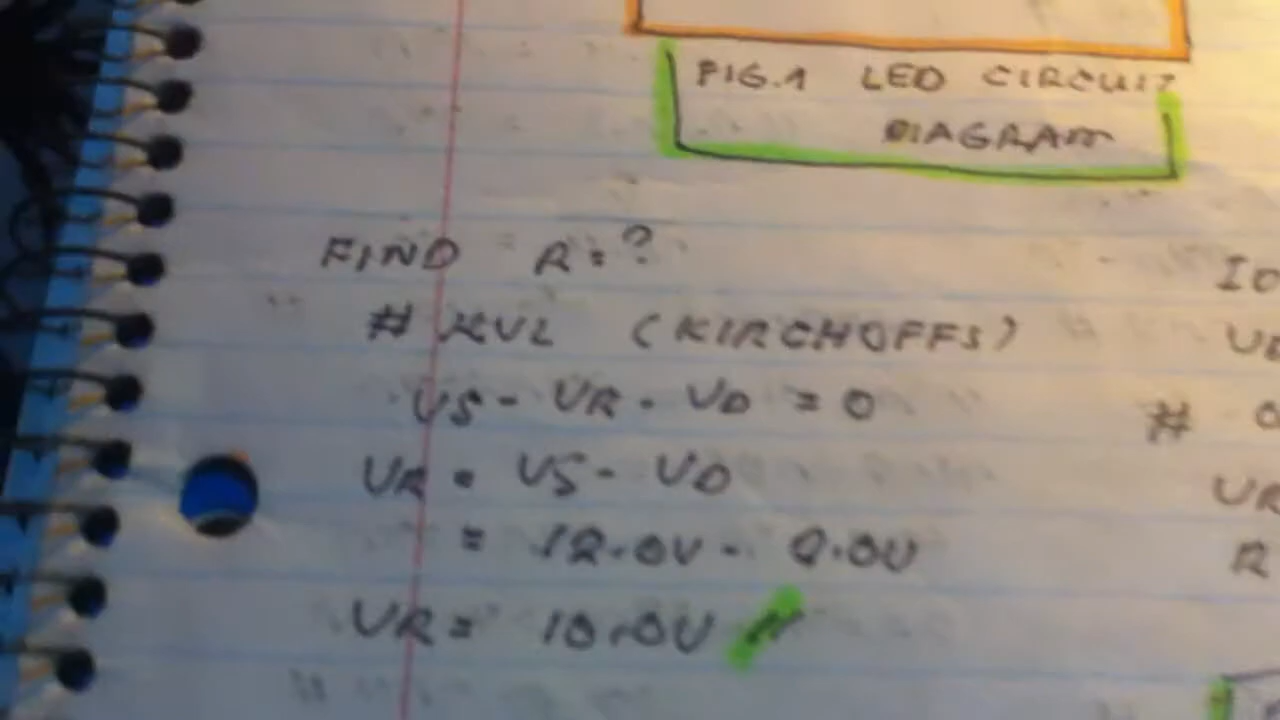 FIG.1 LED CIRCUIT
DIAGRAM
FIND R=?
# KVL (KIRCHOFFS)
VS - VR - VD = 0
VR = VS - VD
= 12.0V - 2.0V
VR = 10.0V //
#
VR
R